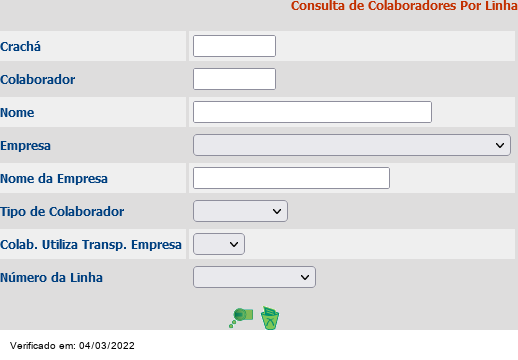 Consulta de Colaboradores Por Linha
Crachá
Colaborador
Nome
Empresa
Nome da Empresa
Tipo de Colaborador
Colab. Utiliza Transp. Empresa
Número da Linha
Verificado em: 04/03/2022